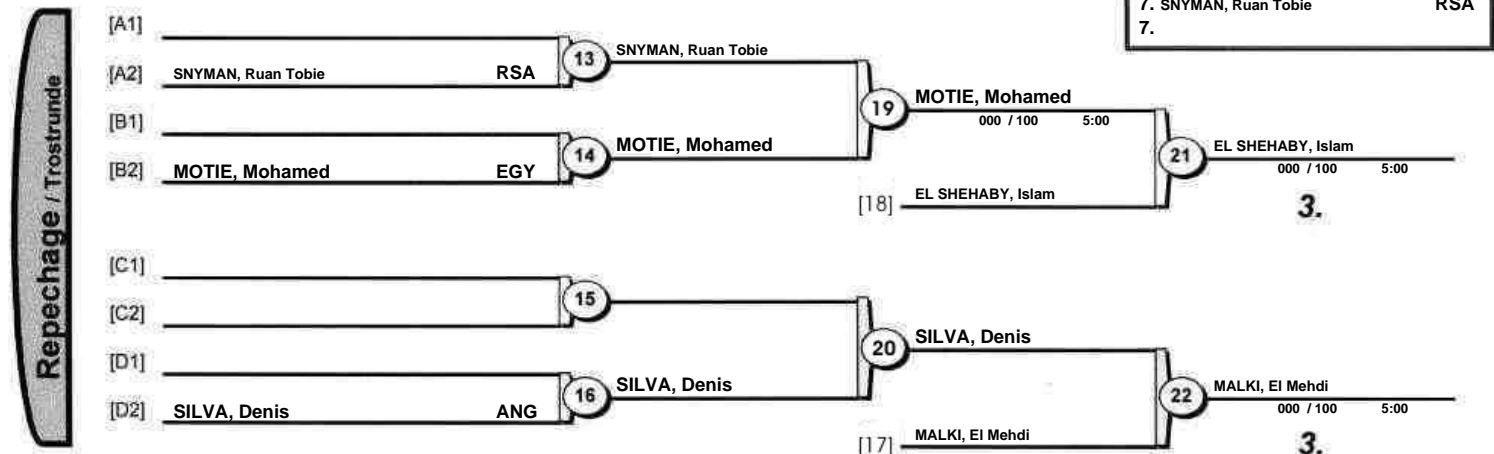 7. SNYMAN, Ruan Tobie RSA
7.
Repechage / Trostrunde
[A1]
[A2] SNYMAN, Ruan Tobie RSA
13 SNYMAN, Ruan Tobie
[B1]
[B2] MOTIE, Mohamed EGY
14 MOTIE, Mohamed
19 MOTIE, Mohamed
000 / 100 5:00
[18] EL SHEHABY, Islam
21 EL SHEHABY, Islam
000 / 100 5:00
3.
[C1]
[C2]
15
[D1]
[D2] SILVA, Denis ANG
16 SILVA, Denis
20 SILVA, Denis
[17] MALKI, El Mehdi
22 MALKI, El Mehdi
000 / 100 5:00
3.